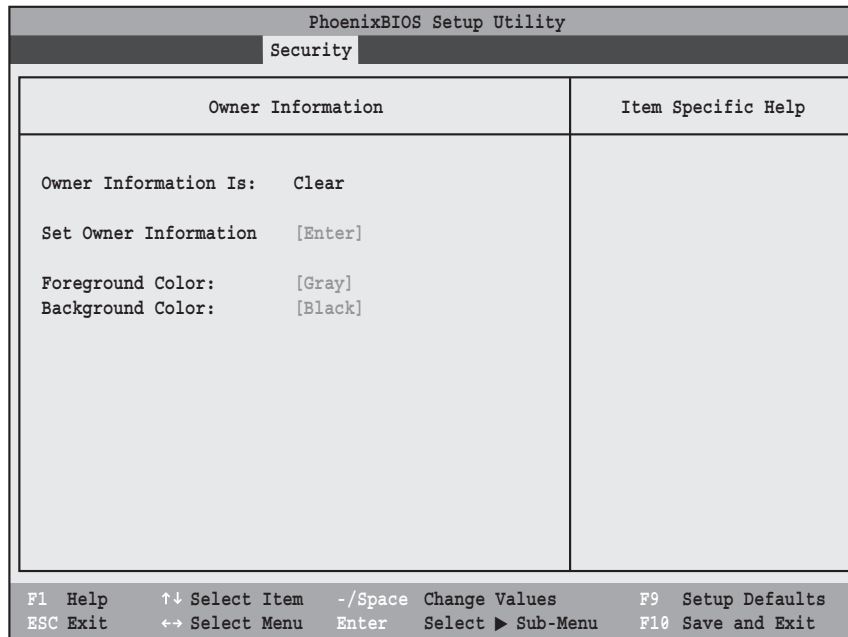 PhoenixBIOS Setup Utility
Security
Owner Information
Item Specific Help
Owner Information Is: Clear
Set Owner Information [Enter]
Foreground Color: [Gray]
Background Color: [Black]
F1 Help ↑↓ Select Item -/Space Change Values F9 Setup Defaults
ESC Exit ←→ Select Menu Enter Select ▶ Sub-Menu F10 Save and Exit